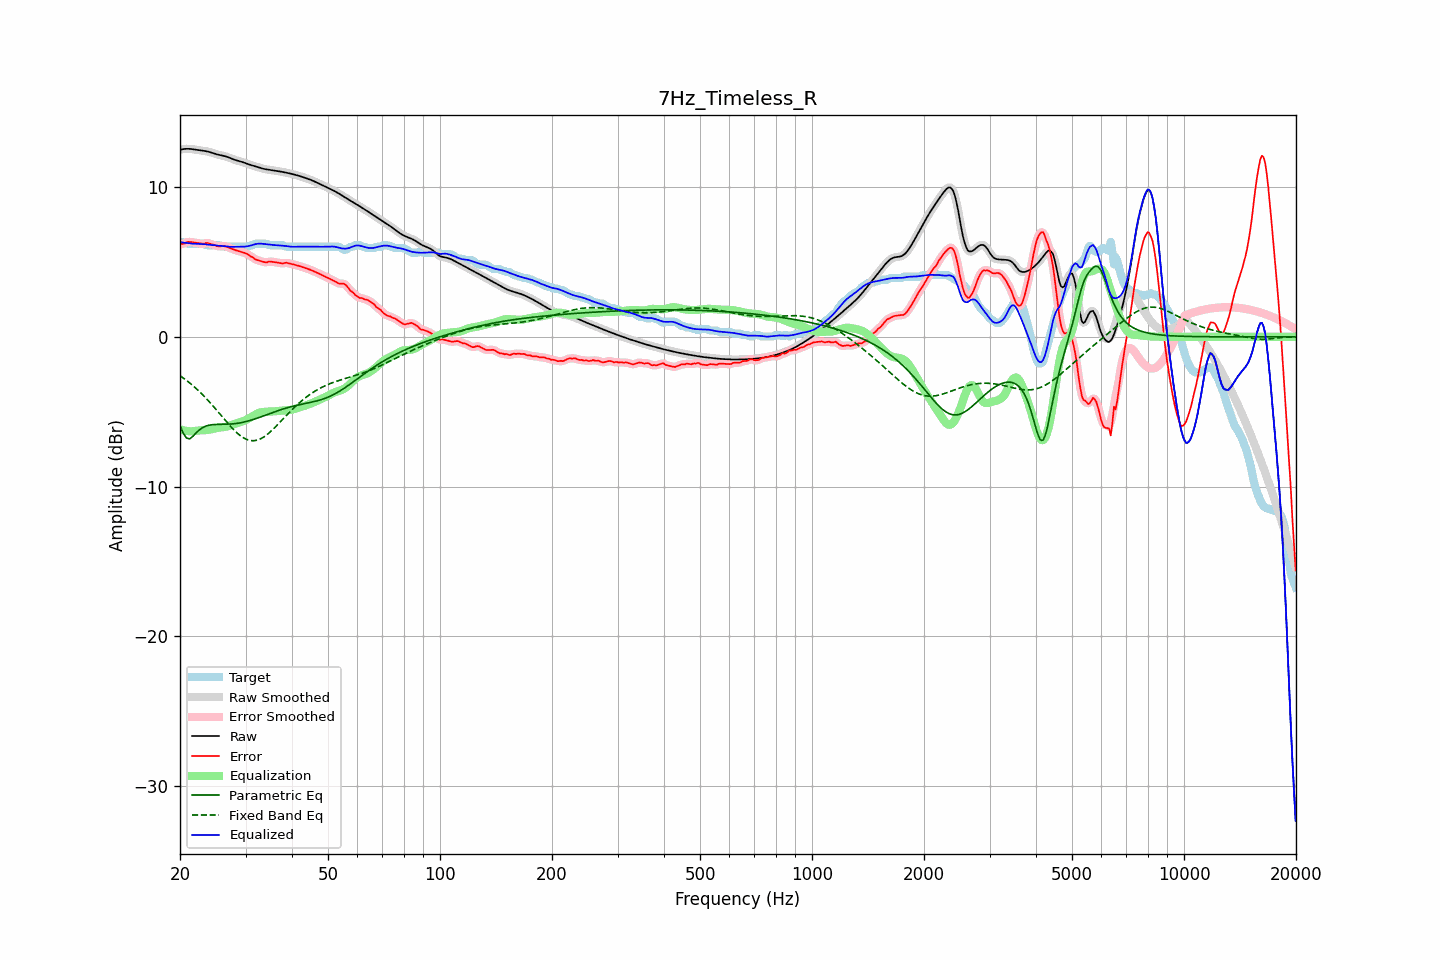 7Hz_Timeless_R
Amplitude (dBr)
10
0
−10
−20
−30
Target
Raw Smoothed
Error Smoothed
Raw
Error
Equalization
Parametric Eq
Fixed Band Eq
Equalized
20 50 100 200 500 1000 2000 5000 10000 20000
Frequency (Hz)